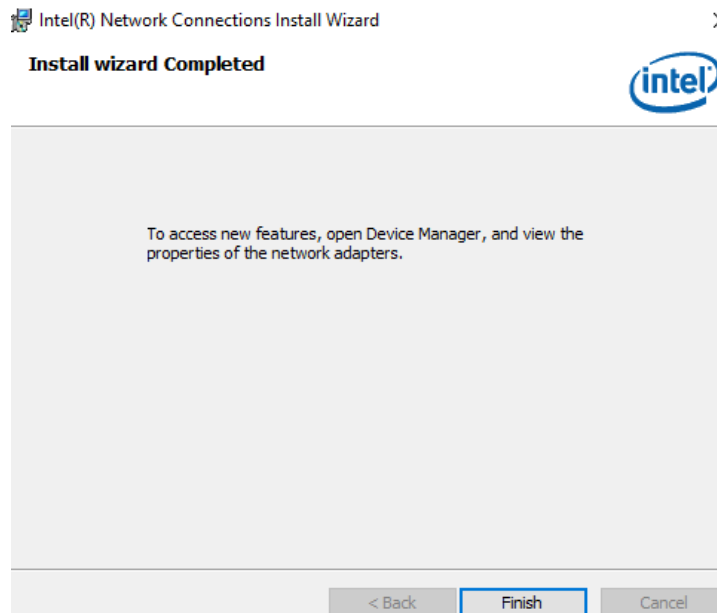 Intel(R) Network Connections Install Wizard
Install wizard Completed
intel
To access new features, open Device Manager, and view the
properties of the network adapters.
< Back
Finish
Cancel